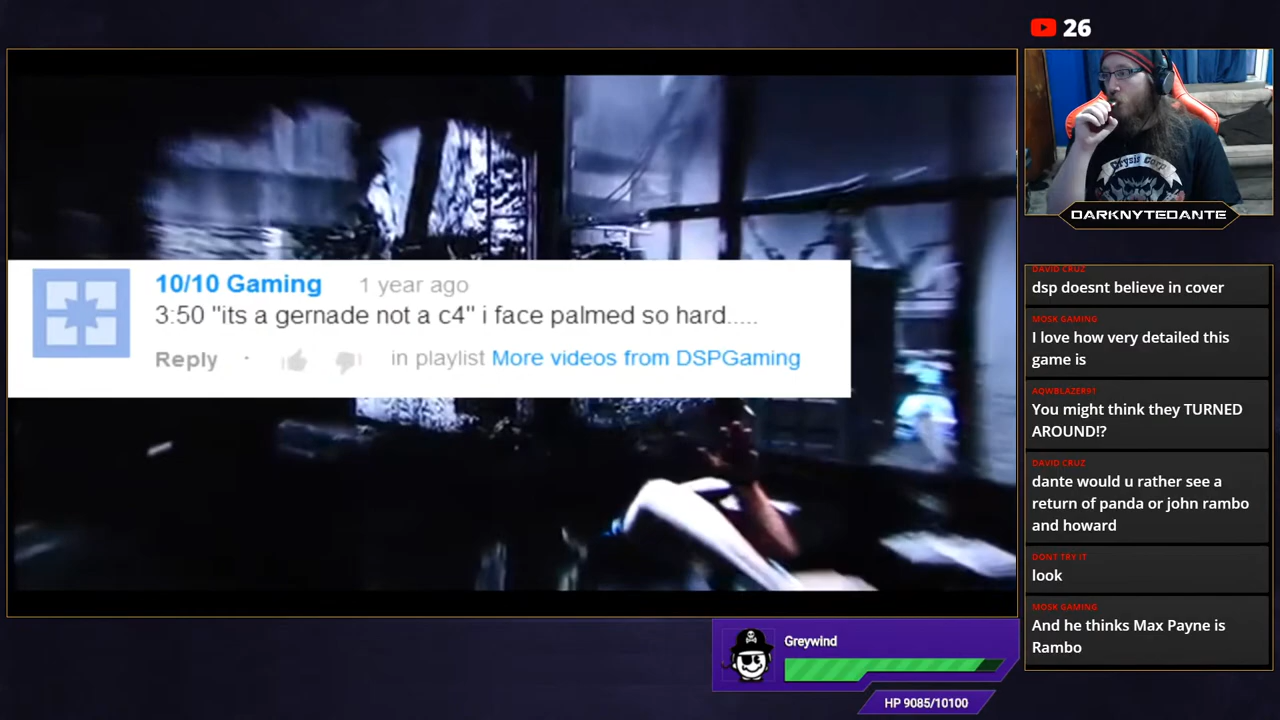 26
DARKNYTEDANTE
10/10 Gaming 1 year ago
3:50 "its a gernade not a c4" i face palmed so hard.....
Reply · in playlist More videos from DSPGaming
DAVID CRUZ
dsp doesnt believe in cover
MOSK GAMING
I love how very detailed this
game is
AQWBLAZER91
You might think they TURNED
AROUND!?
DAVID CRUZ
dante would u rather see a
return of panda or john rambo
and howard
DONT TRY IT
look
MOSK GAMING
And he thinks Max Payne is
Rambo
Greywind
HP 9085/10100